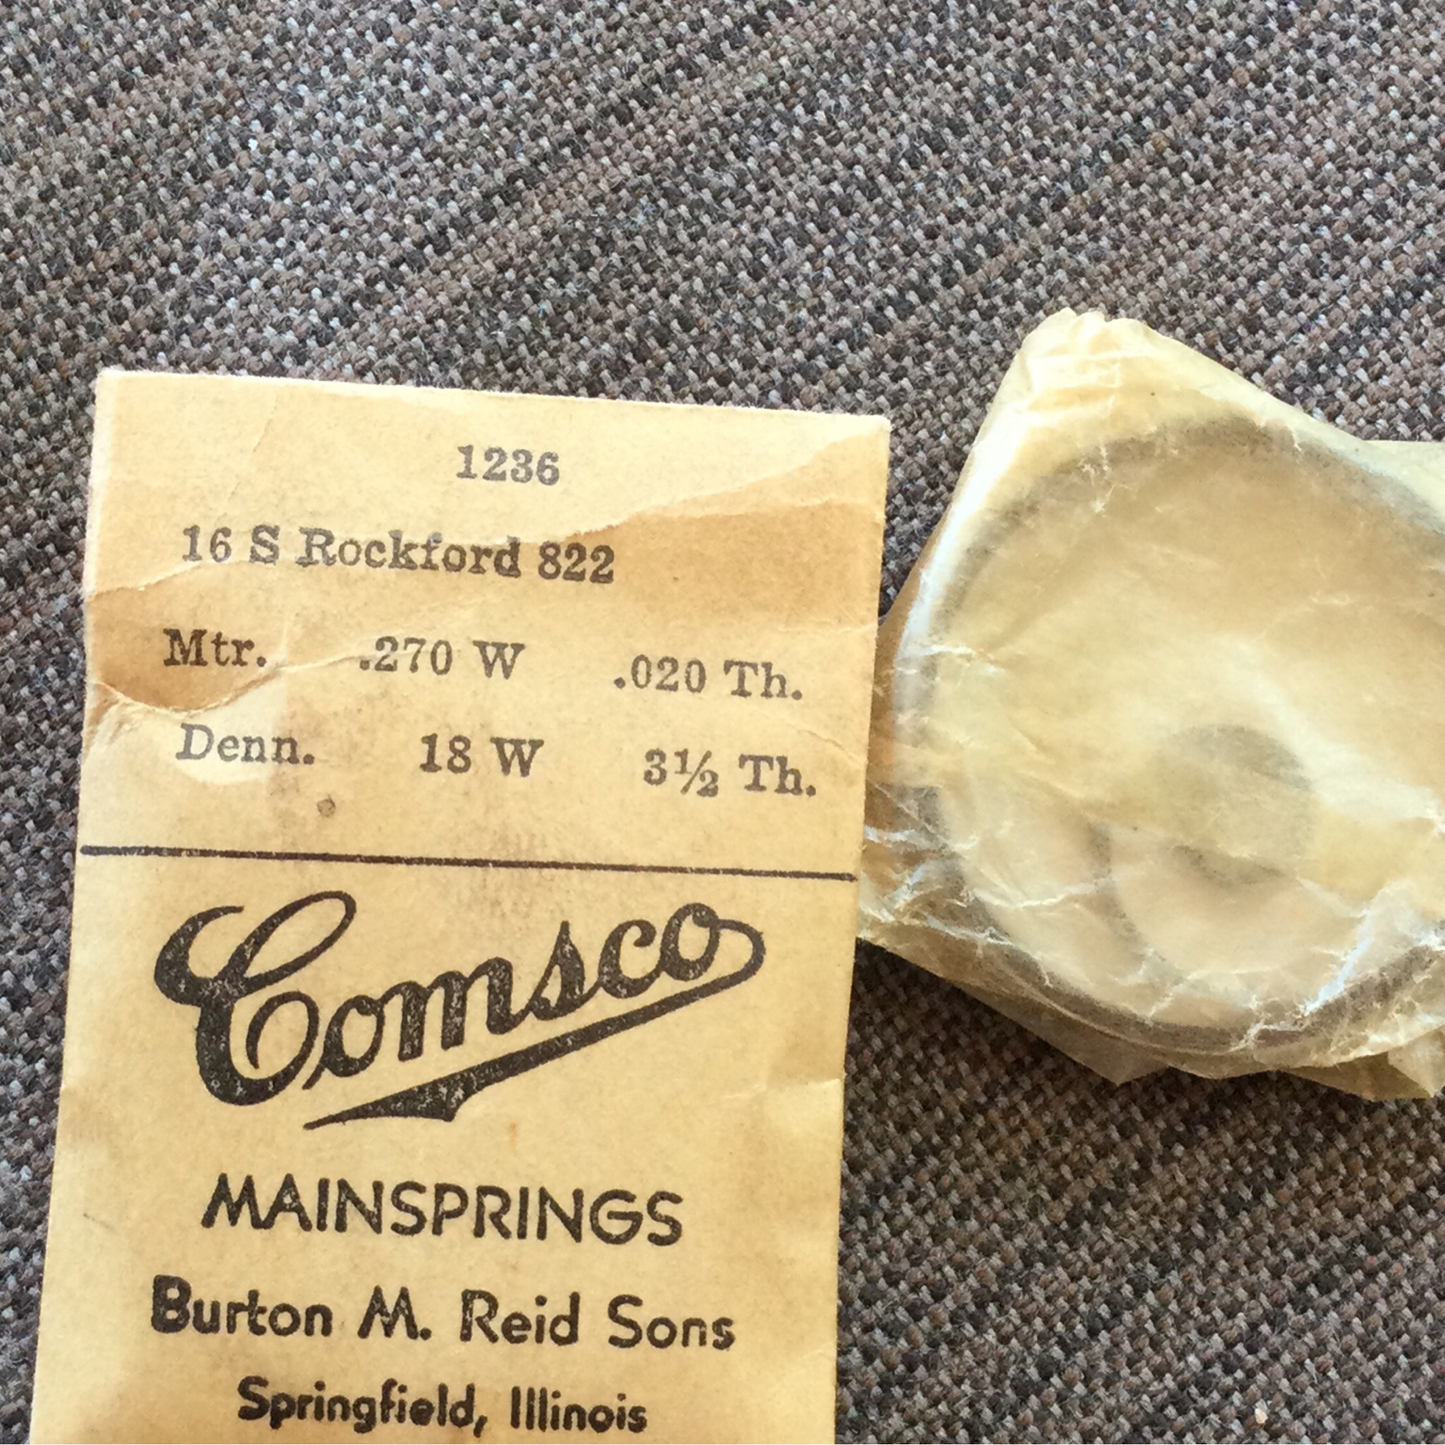 1236
16 S Rockford 822
Mtr. .270 W .020 Th.
Denn. 18 W 3½ Th.
Comsco
MAINSPRINGS
Burton M. Reid Sons
Springfield, Illinois